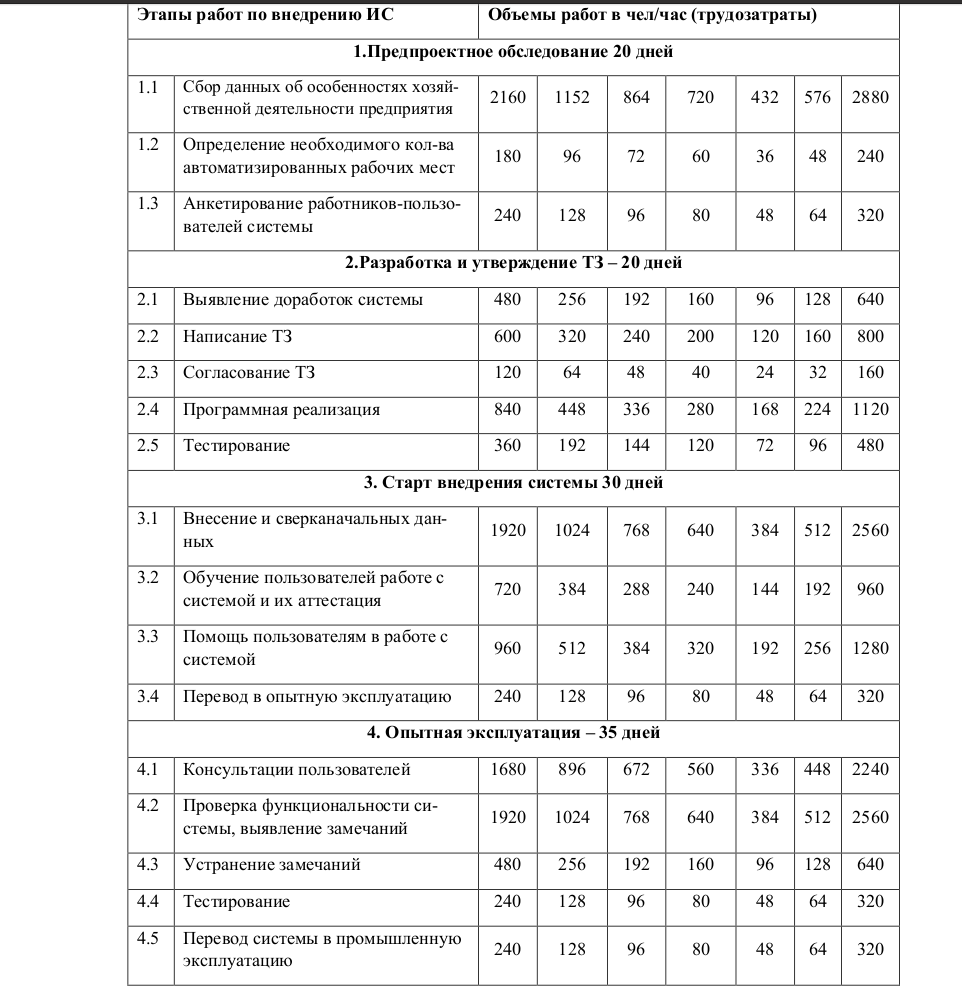 Этапы работ по внедрению ИС Объемы работ в чел/час (трудозатраты)
1.Предпроектное обследование 20 дней
1.1 Сбор данных об особенностях хозяй-
ственной деятельности предприятия 2160 1152 864 720 432 576 2880
1.2 Определение необходимого кол-ва
автоматизированных рабочих мест 180 96 72 60 36 48 240
1.3 Анкетирование работников-пользо-
вателей системы 240 128 96 80 48 64 320
2.Разработка и утверждение ТЗ – 20 дней
2.1 Выявление доработок системы 480 256 192 160 96 128 640
2.2 Написание ТЗ 600 320 240 200 120 160 800
2.3 Согласование ТЗ 120 64 48 40 24 32 160
2.4 Программная реализация 840 448 336 280 168 224 1120
2.5 Тестирование 360 192 144 120 72 96 480
3. Старт внедрения системы 30 дней
3.1 Внесение и сверканачальных дан-
ных 1920 1024 768 640 384 512 2560
3.2 Обучение пользователей работе с
системой и их аттестация 720 384 288 240 144 192 960
3.3 Помощь пользователям в работе с
системой 960 512 384 320 192 256 1280
3.4 Перевод в опытную эксплуатацию 240 128 96 80 48 64 320
4. Опытная эксплуатация – 35 дней
4.1 Консультации пользователей 1680 896 672 560 336 448 2240
4.2 Проверка функциональности си-
стемы, выявление замечаний 1920 1024 768 640 384 512 2560
4.3 Устранение замечаний 480 256 192 160 96 128 640
4.4 Тестирование 240 128 96 80 48 64 320
4.5 Перевод системы в промышленную
эксплуатацию 240 128 96 80 48 64 320